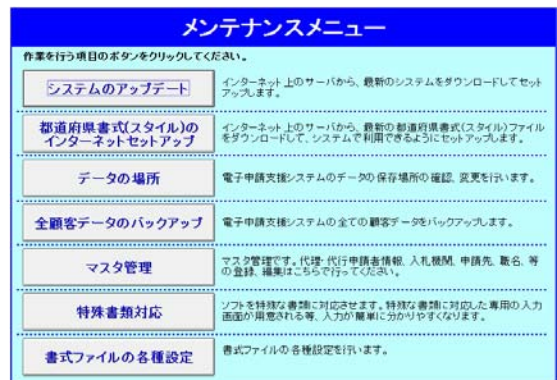 メンテナンスメニュー
作業を行う項目のボタンをクリックしてください。
システムのアップデート
インターネット上のサーバから、最新のシステムをダウンロードしてセット
アップします。
都道府県書式(スタイル)の
インターネットセットアップ
インターネット上のサーバから、最新の都道府県書式(スタイル)ファイル
をダウンロードして、システムで利用できるようにセットアップします。
データの場所
電子申請支援システムのデータの保存場所の確認、変更を行います。
全顧客データのバックアップ
電子申請支援システムの全ての顧客データをバックアップします。
マスタ管理
マスタ管理です。代理・代行申請者情報、入札機関、申請先、職名、等
の登録、編集はこちらで行ってください。
特殊書類対応
ソフトを特殊な書類に対応させます。特殊な書類に対応した専用の入力
画面が用意される等、入力が簡単に分かりやすくなります。
書式ファイルの各種設定
書式ファイルの各種設定を行います。